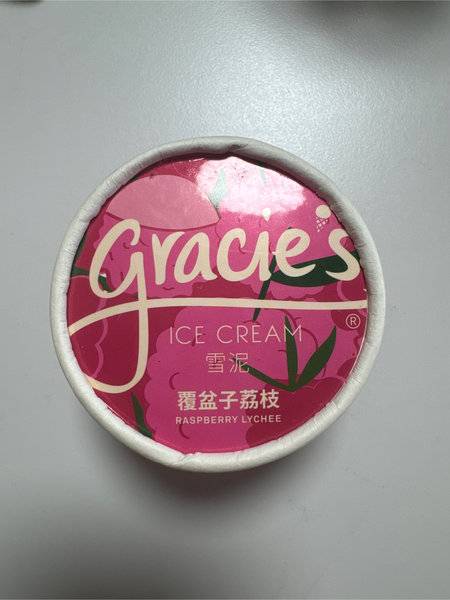 gracie's
®
ICE CREAM
雪泥
覆盆子荔枝
RASPBERRY LYCHEE